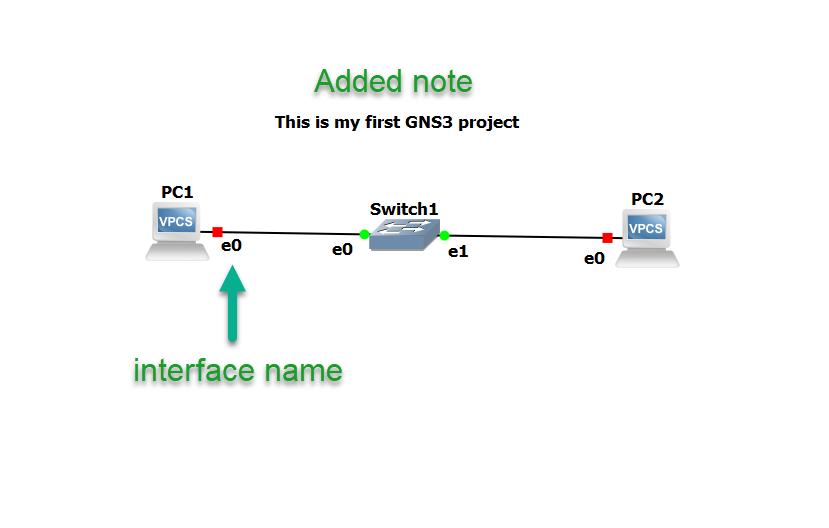 Added note
This is my first GNS3 project
PC1
VPCS
e0
e0
Switch1
e1
PC2
VPCS
e0
interface name